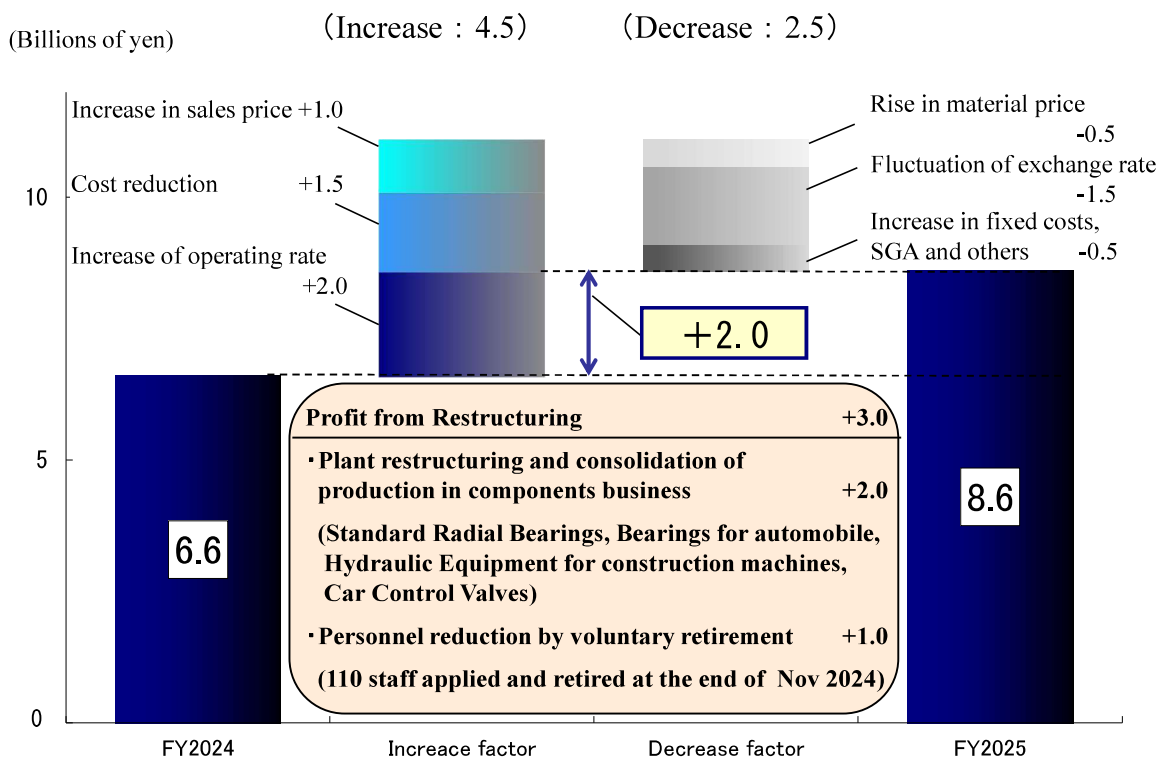 (Increase : 4.5)
(Decrease : 2.5)
(Billions of yen)
Increase in sales price +1.0
Cost reduction +1.5
Increase of operating rate
+2.0
Rise in material price
-0.5
Fluctuation of exchange rate
-1.5
Increase in fixed costs,
SGA and others -0.5
10
5
0
+2.0
Profit from Restructuring +3.0
・Plant restructuring and consolidation of
production in components business +2.0
(Standard Radial Bearings, Bearings for automobile,
Hydraulic Equipment for construction machines,
Car Control Valves)
・Personnel reduction by voluntary retirement +1.0
(110 staff applied and retired at the end of Nov 2024)
6.6
8.6
FY2024
Increace factor
Decrease factor
FY2025